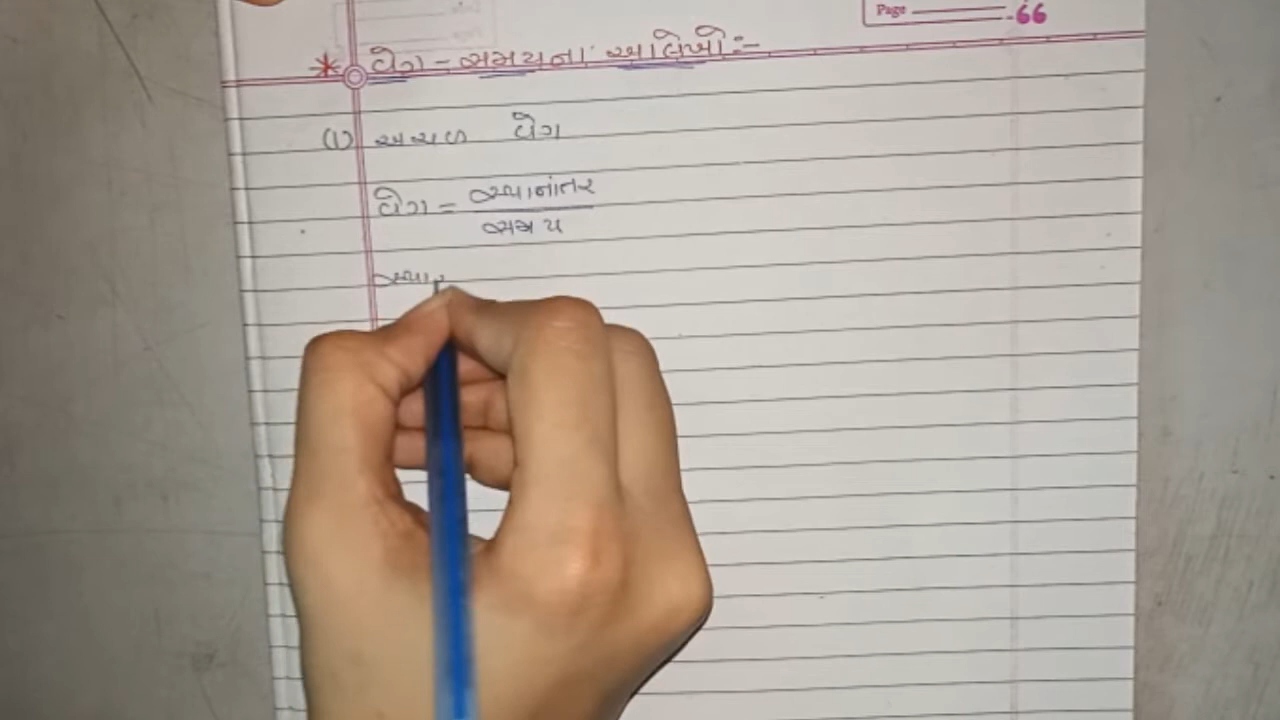 Page 66
* વેગ - સમયના આલેખો :-
(1) અચળ વેગ
વેગ = સ્થાનાંતર
સમય
સ્થા